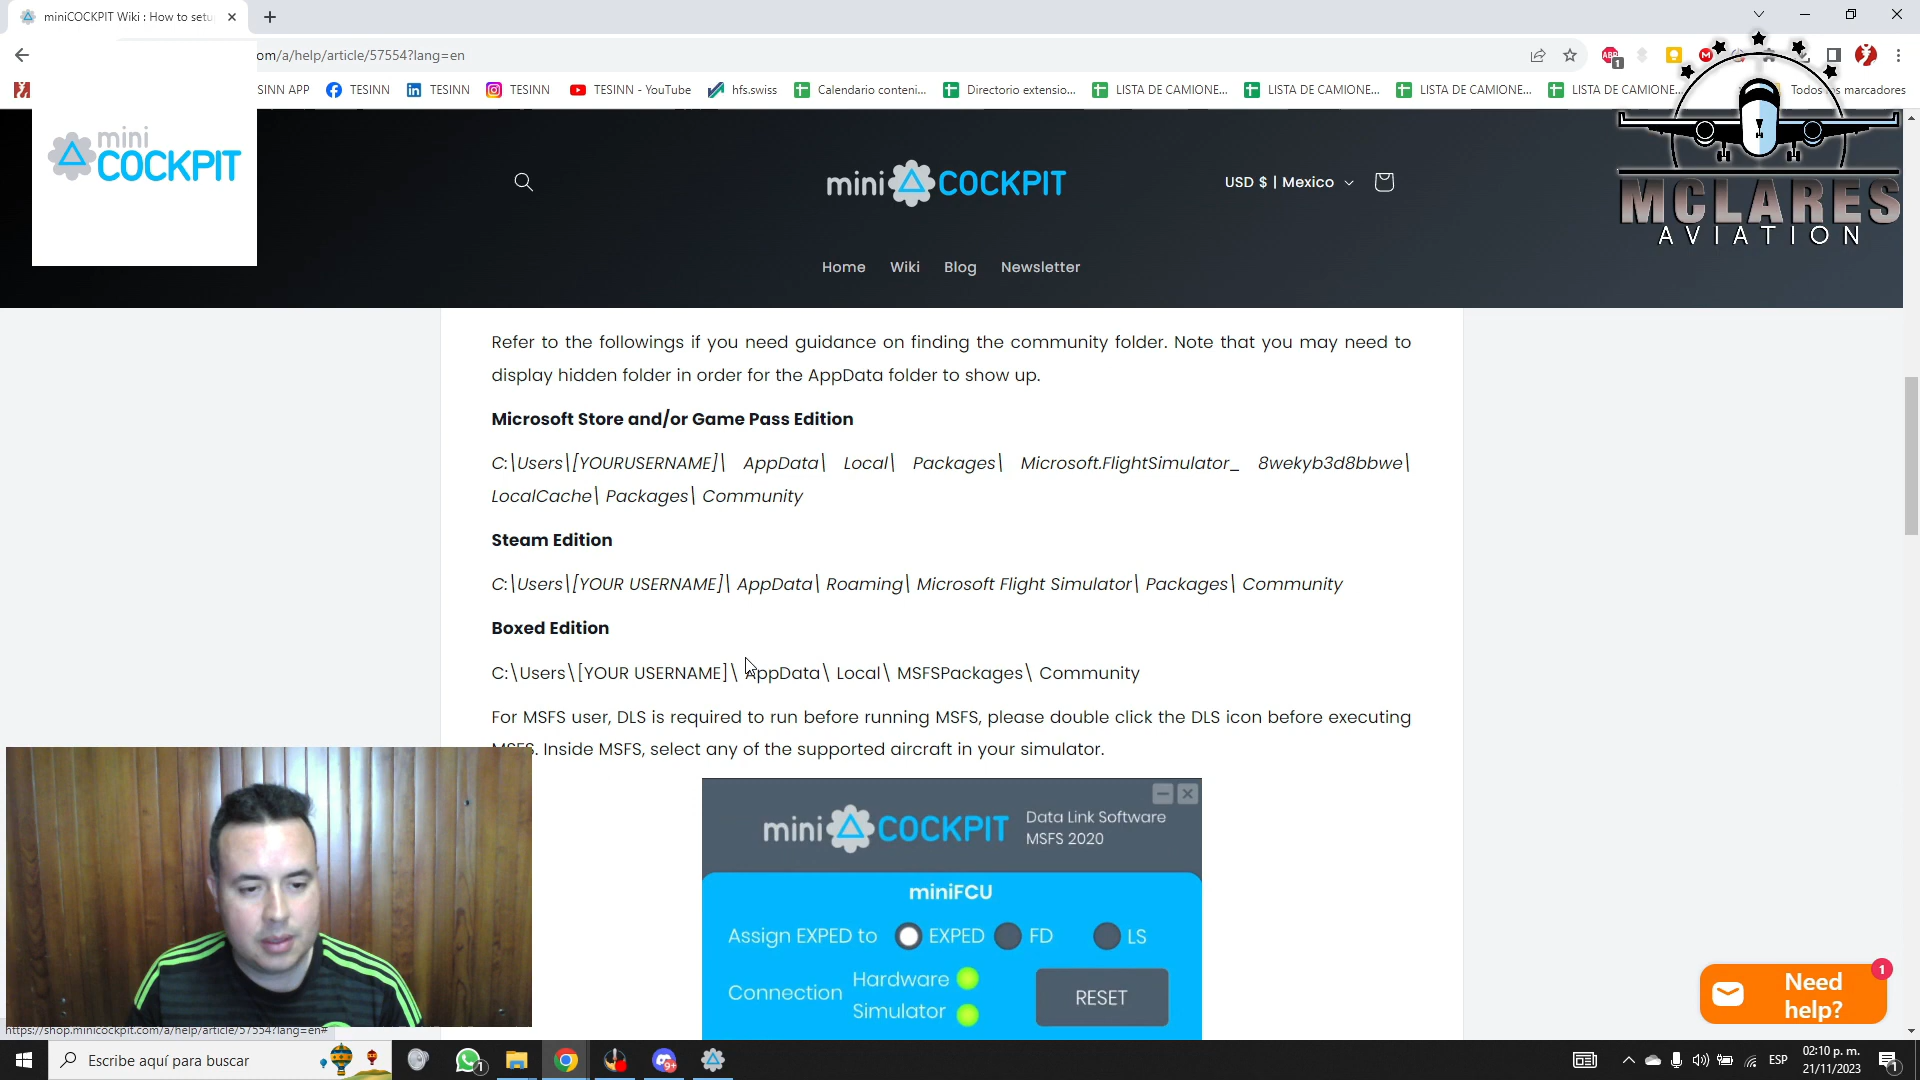 miniCOCKPIT Wiki : How to setu
om/a/help/article/57554?lang=en
SINN APP
TESINN
TESINN
TESINN
TESINN - YouTube
hfs.swiss
Calendario conteni...
Directorio extensio...
LISTA DE CAMIONE...
LISTA DE CAMIONE...
LISTA DE CAMIONE...
LISTA DE CAMIONE...
Todos os marcadores
mini
COCKPIT
mini COCKPIT
USD $ | Mexico
MCLARES
AVIATION
Home Wiki Blog Newsletter
Refer to the followings if you need guidance on finding the community folder. Note that you may need to
display hidden folder in order for the AppData folder to show up.
Microsoft Store and/or Game Pass Edition
C:\Users\[YOURUSERNAME]\ AppData\ Local\ Packages\ Microsoft.FlightSimulator_ 8wekyb3d8bbwe\
LocalCache\ Packages\ Community
Steam Edition
C:\Users\[YOUR USERNAME]\ AppData\ Roaming\ Microsoft Flight Simulator\ Packages\ Community
Boxed Edition
C:\Users\[YOUR USERNAME]\ AppData\ Local\ MSFSPackages\ Community
For MSFS user, DLS is required to run before running MSFS, please double click the DLS icon before executing
MSFS. Inside MSFS, select any of the supported aircraft in your simulator.
mini COCKPIT
Data Link Software
MSFS 2020
miniFCU
Assign EXPED to EXPED FD LS
Connection
Hardware
Simulator
RESET
Need
help?
1
https://shop.minicockpit.com/a/help/article/57554?lang=en#
Escribe aquí para buscar
ESP
02:10 p. m.
21/11/2023